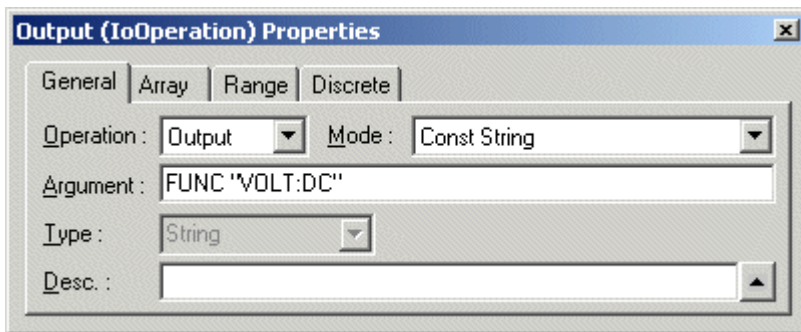 Output (IoOperation) Properties
General Array Range Discrete
Operation : Output Mode : Const String
Argument : FUNC "VOLT:DC"
Type : String
Desc. :